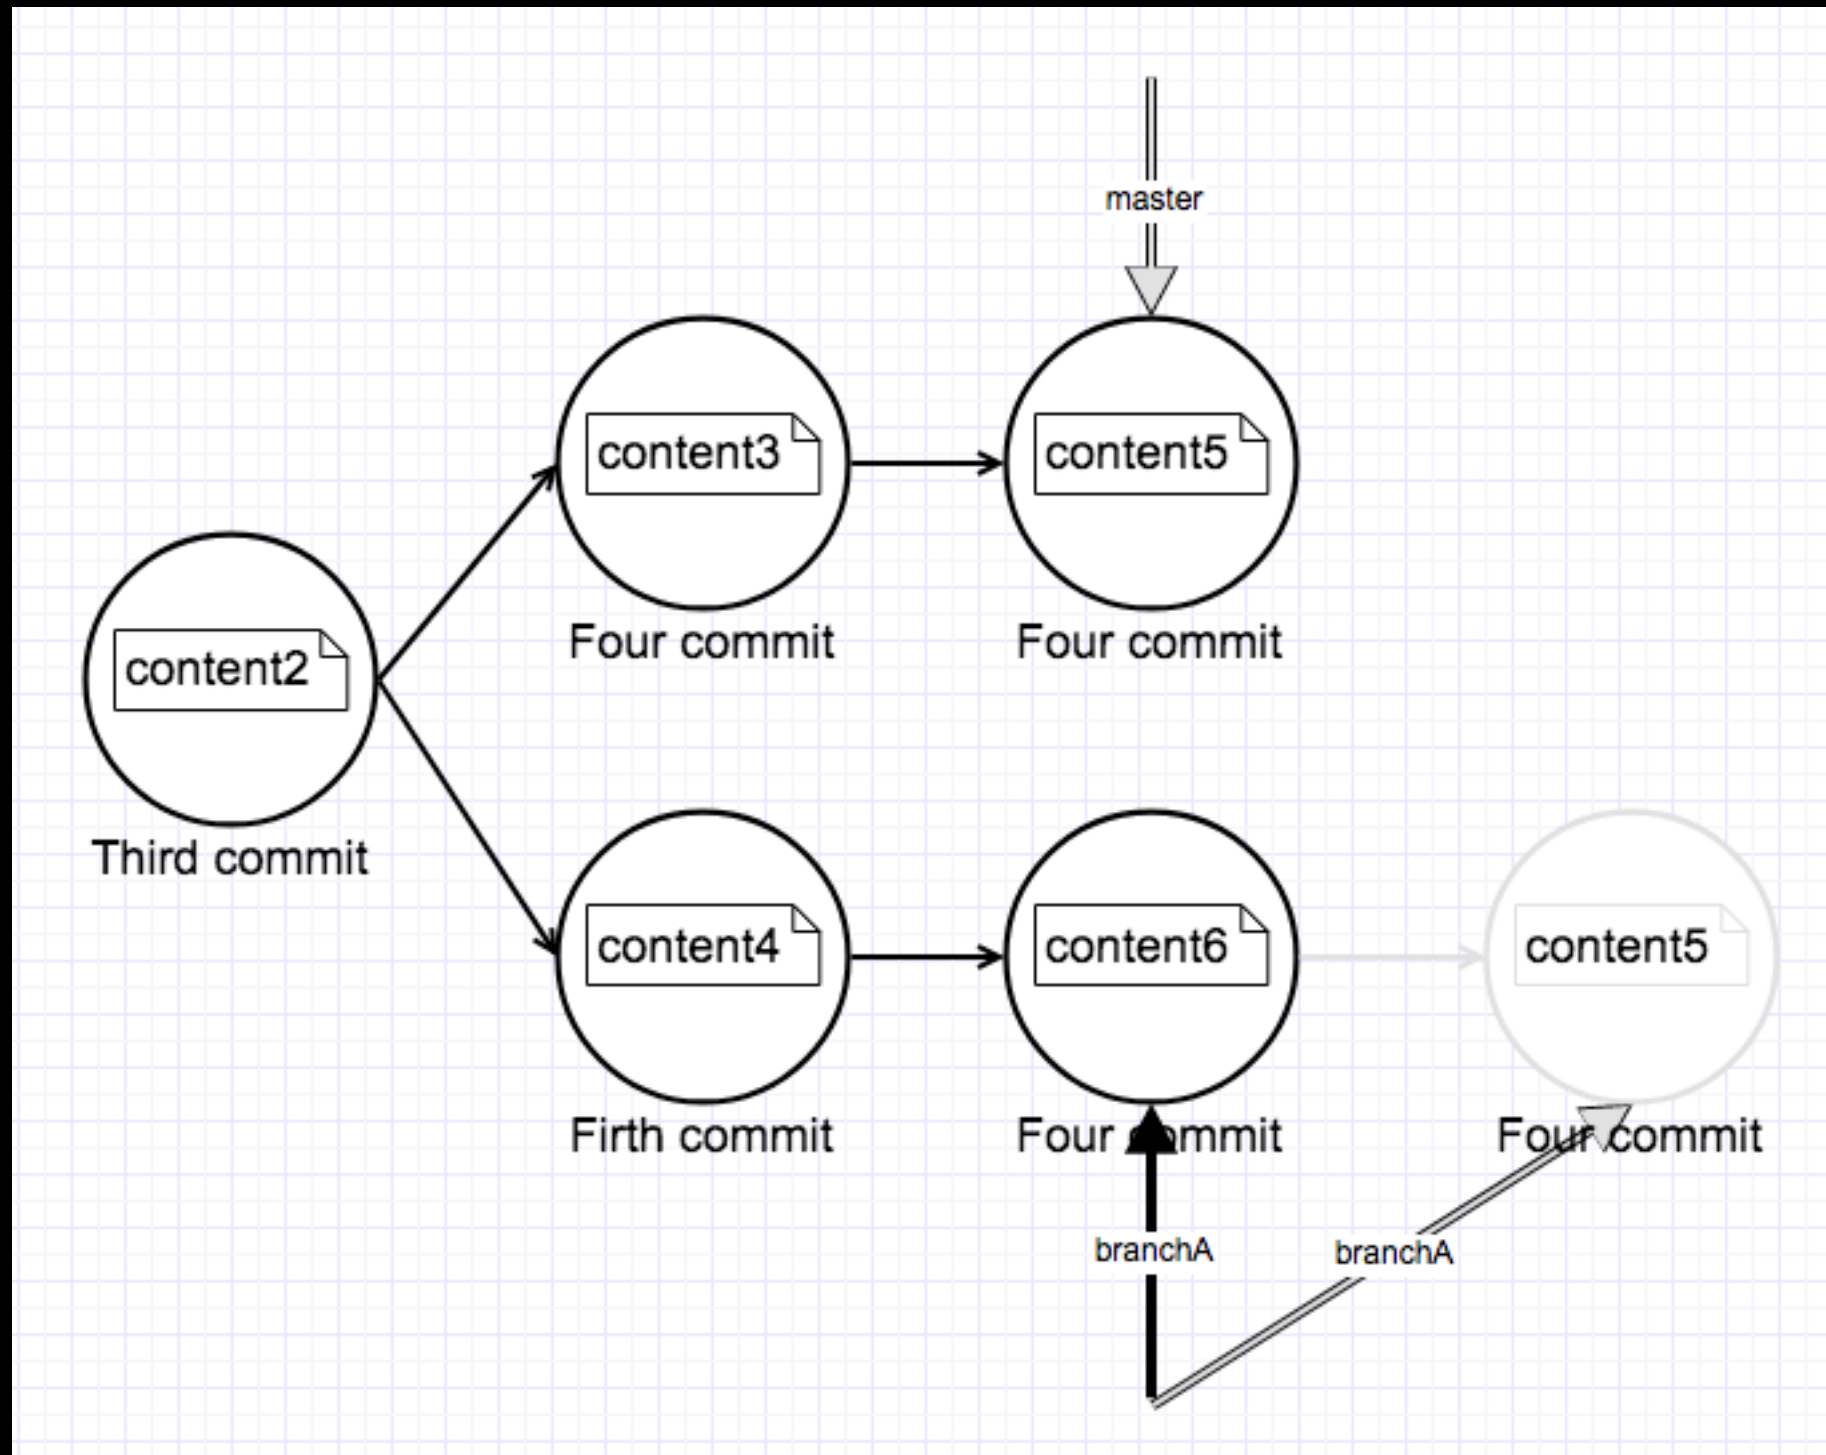 master
content3
content5
Four commit
Four commit
content2
Third commit
content4
content6
content5
Firth commit
Four commit
Four commit
branchA
branchA